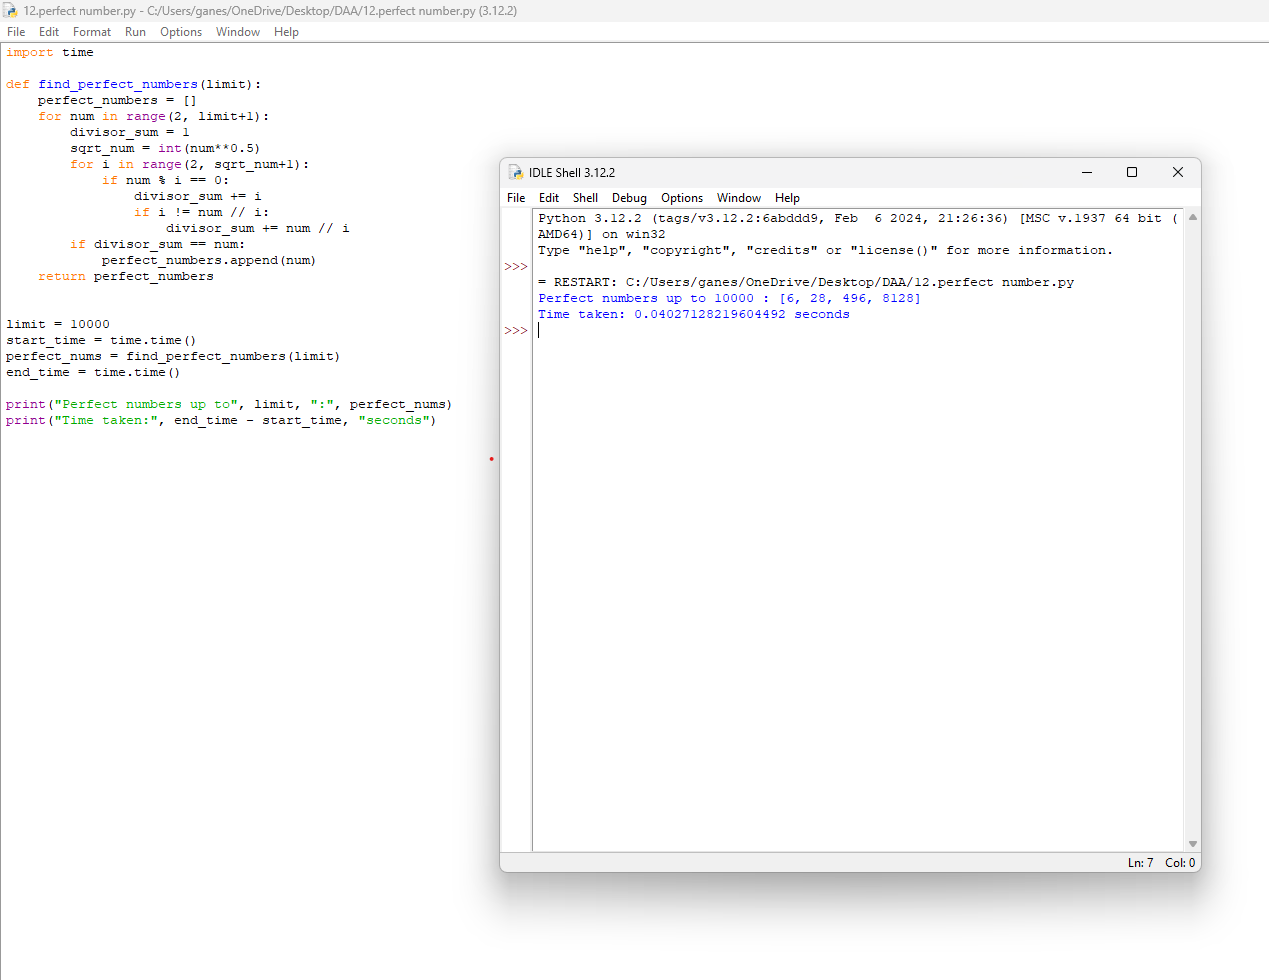 12.perfect number.py - C:/Users/ganes/OneDrive/Desktop/DAA/12.perfect number.py (3.12.2)
File Edit Format Run Options Window Help
import time

def find_perfect_numbers(limit):
    perfect_numbers = []
    for num in range(2, limit+1):
        divisor_sum = 1
        sqrt_num = int(num**0.5)
        for i in range(2, sqrt_num+1):
            if num % i == 0:
                divisor_sum += i
                if i != num // i:
                    divisor_sum += num // i
        if divisor_sum == num:
            perfect_numbers.append(num)
    return perfect_numbers


limit = 10000
start_time = time.time()
perfect_nums = find_perfect_numbers(limit)
end_time = time.time()

print("Perfect numbers up to", limit, ":", perfect_nums)
print("Time taken:", end_time - start_time, "seconds")
IDLE Shell 3.12.2
File Edit Shell Debug Options Window Help
Python 3.12.2 (tags/v3.12.2:6abddd9, Feb  6 2024, 21:26:36) [MSC v.1937 64 bit (
AMD64)] on win32
Type "help", "copyright", "credits" or "license()" for more information.
>>>
= RESTART: C:/Users/ganes/OneDrive/Desktop/DAA/12.perfect number.py
Perfect numbers up to 10000 : [6, 28, 496, 8128]
Time taken: 0.04027128219604492 seconds
>>>
Ln: 7 Col: 0